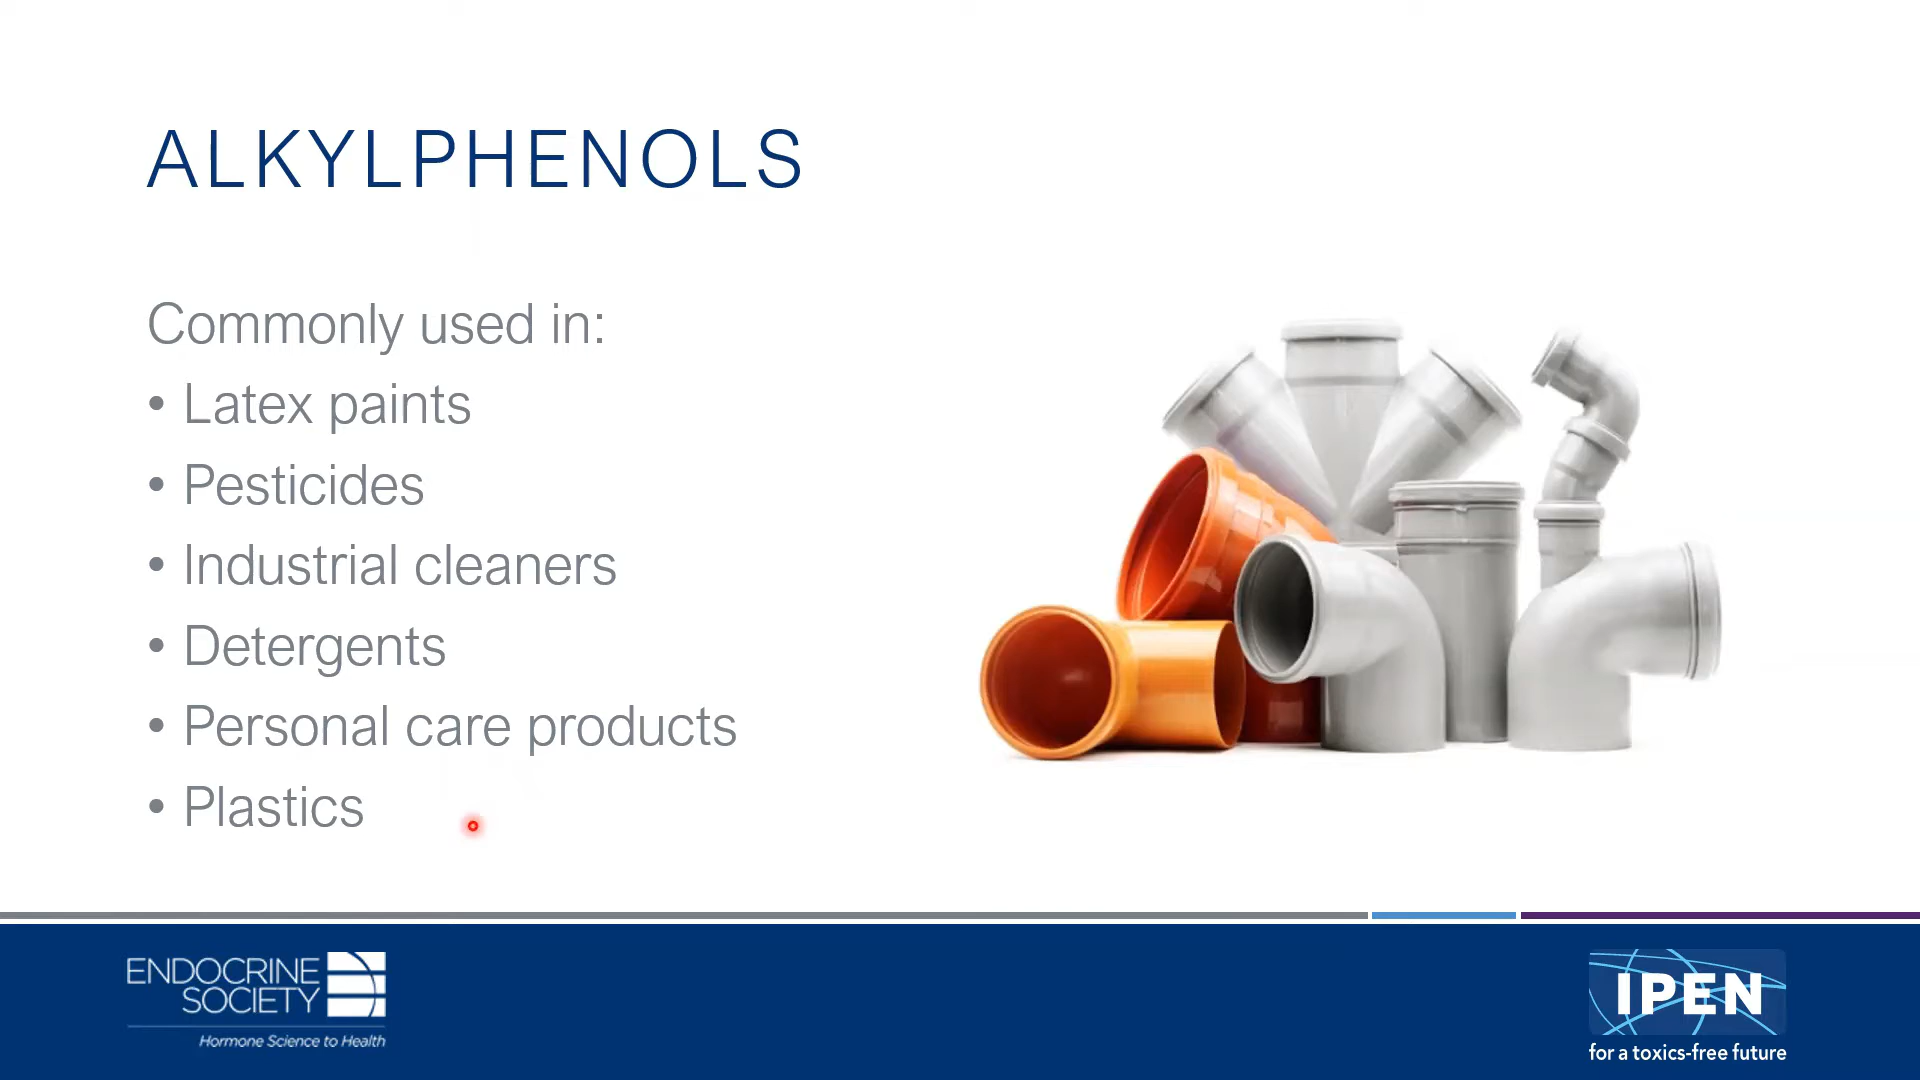 ALKYLPHENOLS
Commonly used in:
• Latex paints
• Pesticides
• Industrial cleaners
• Detergents
• Personal care products
• Plastics
ENDOCRINE
SOCIETY
Hormone Science to Health
IPEN
for a toxics-free future